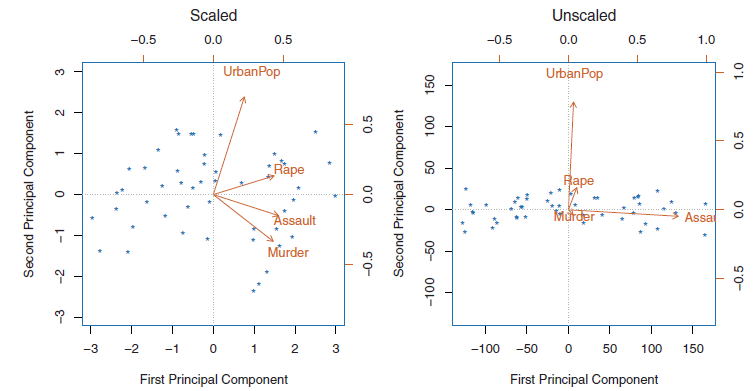 Scaled
Unscaled
−0.5 0.0 0.5
−0.5 0.0 0.5 1.0
UrbanPop
Rape
Assault
Murder
UrbanPop
Rape
Murder
Assau
3
2
1
0
−1
−2
−3
0.5
0.0
−0.5
150
100
50
0
−50
−100
1.0
0.5
0.0
−0.5
Second Principal Component
Second Principal Component
−3 −2 −1 0 1 2 3
−100 −50 0 50 100 150
First Principal Component
First Principal Component